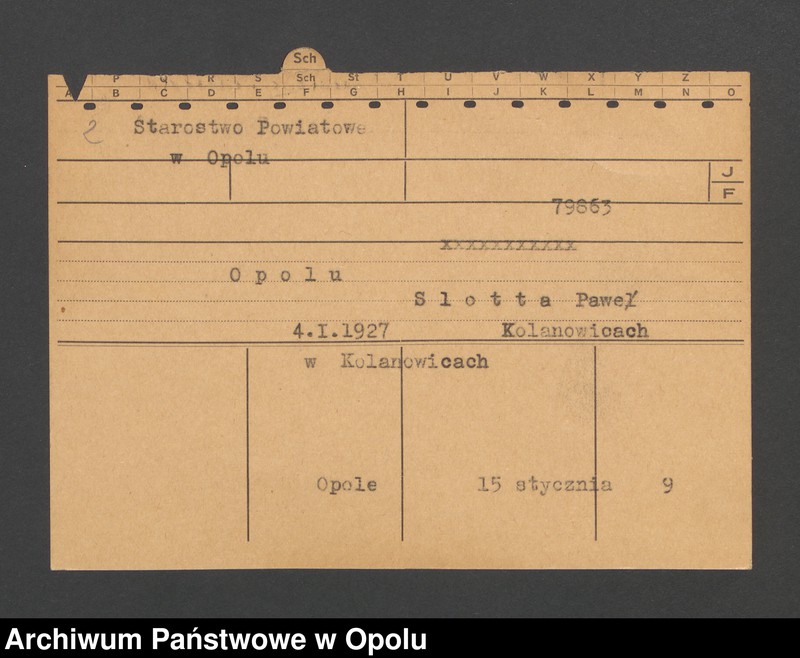 Sch
P Q R S Sch St T U V W X Y Z
A B C D E F G H I J K L M N O
2 Starostwo Powiatowe
w Opolu
J
F
79863
xxxxxxxxxxx
Opolu
Slotta Paweł
4.I.1927 Kolanowicach
w Kolanowicach
Opole 15 stycznia 9
Archiwum Państwowe w Opolu